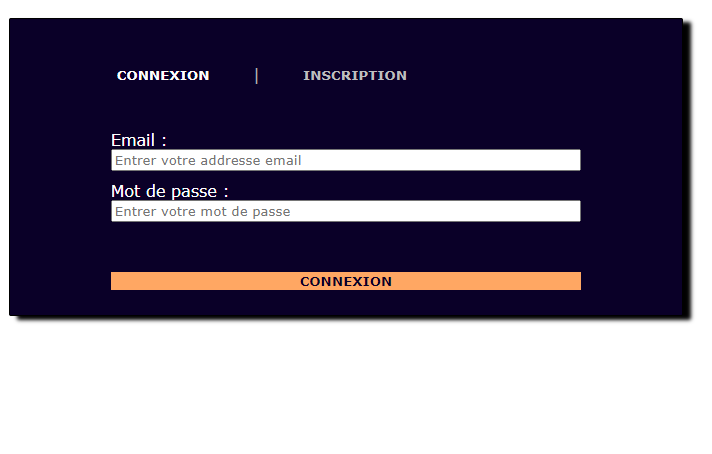 CONNEXION | INSCRIPTION
Email :
Entrer votre addresse email
Mot de passe :
Entrer votre mot de passe
CONNEXION